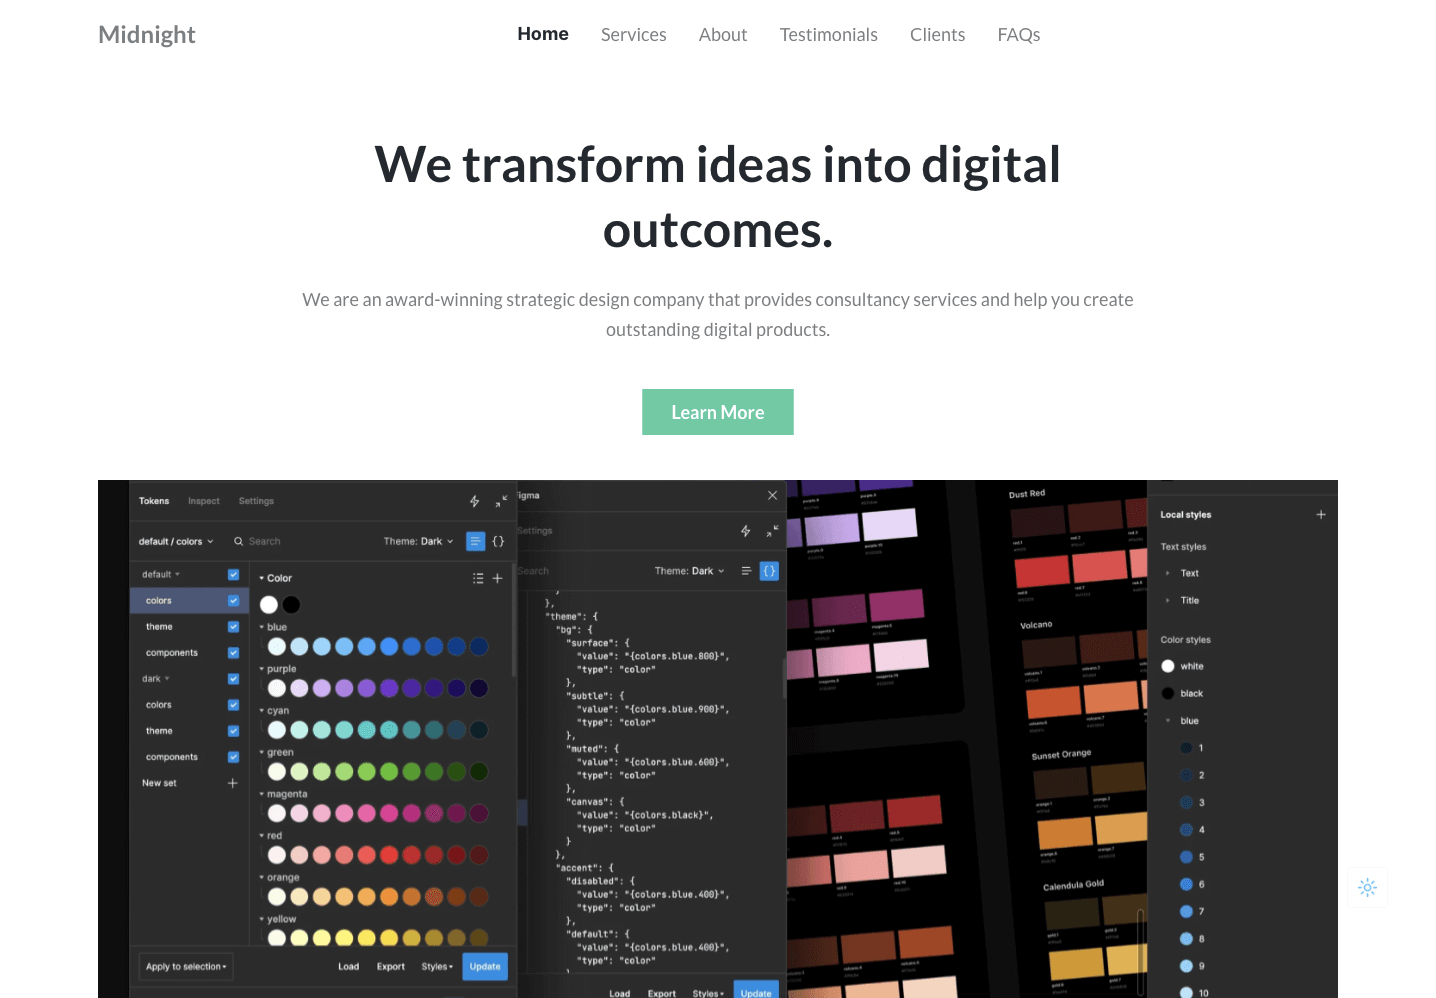 Midnight
Home Services About Testimonials Clients FAQs
We transform ideas into digital
outcomes.
We are an award-winning strategic design company that provides consultancy services and help you create
outstanding digital products.
Learn More
Tokens Inspect Settings
default / colors Search Theme: Dark {}
default
colors
theme
components
dark
colors
theme
components
New set
Color
blue
purple
cyan
green
magenta
red
orange
yellow
Apply to selection Load Export Styles Update
Figma
Settings
Search Theme: Dark {}
},
"theme": {
"bg": {
"surface": {
"value": "{colors.blue.800}",
"type": "color"
},
"subtle": {
"value": "{colors.blue.900}",
"type": "color"
},
"muted": {
"value": "{colors.blue.600}",
"type": "color"
},
"canvas": {
"value": "{colors.black}",
"type": "color"
}
},
"accent": {
"disabled": {
"value": "{colors.blue.400}",
"type": "color"
},
"default": {
"value": "{colors.blue.400}",
"type": "color"
},
Load Export Styles Update
Dust Red
Volcano
Sunset Orange
Calendula Gold
Local styles
Text styles
Text
Title
Color styles
white
black
blue
1
2
3
4
5
6
7
8
9
10